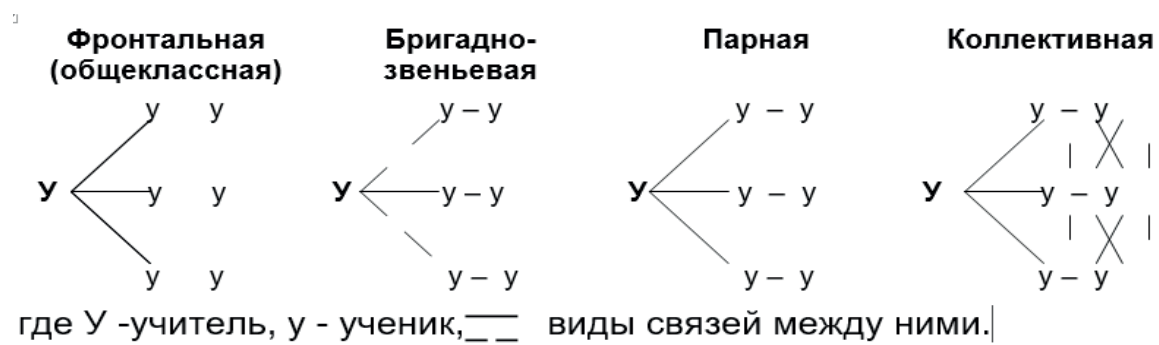 Фронтальная Бригадно- Парная Коллективная
(общеклассная) звеньевая
у у у – у у – у у – у
У у у У у – у У у – у У у – у
у у у – у у – у у – у
где У -учитель, у - ученик, виды связей между ними.